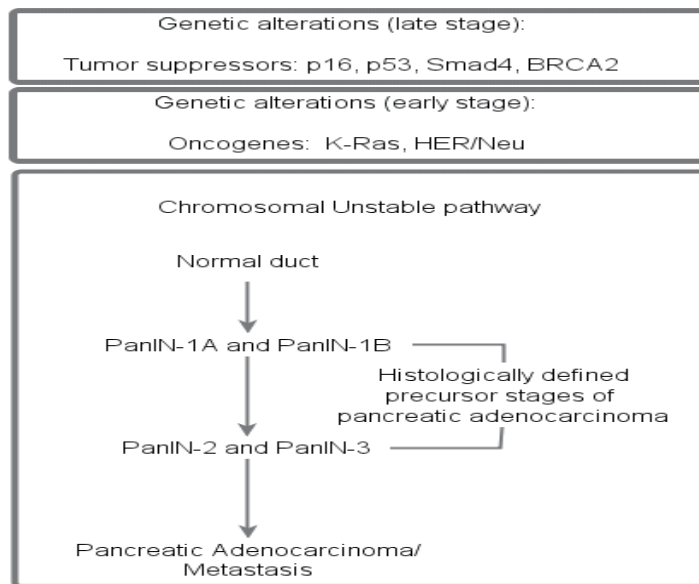 Genetic alterations (late stage):
Tumor suppressors: p16, p53, Smad4, BRCA2
Genetic alterations (early stage):
Oncogenes: K-Ras, HER/Neu
Chromosomal Unstable pathway
Normal duct
PanIN-1A and PanIN-1B
Histologically defined
precursor stages of
pancreatic adenocarcinoma
PanIN-2 and PanIN-3
Pancreatic Adenocarcinoma/
Metastasis